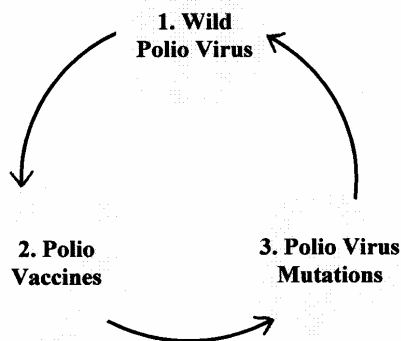 1. Wild
Polio Virus
2. Polio
Vaccines
3. Polio Virus
Mutations